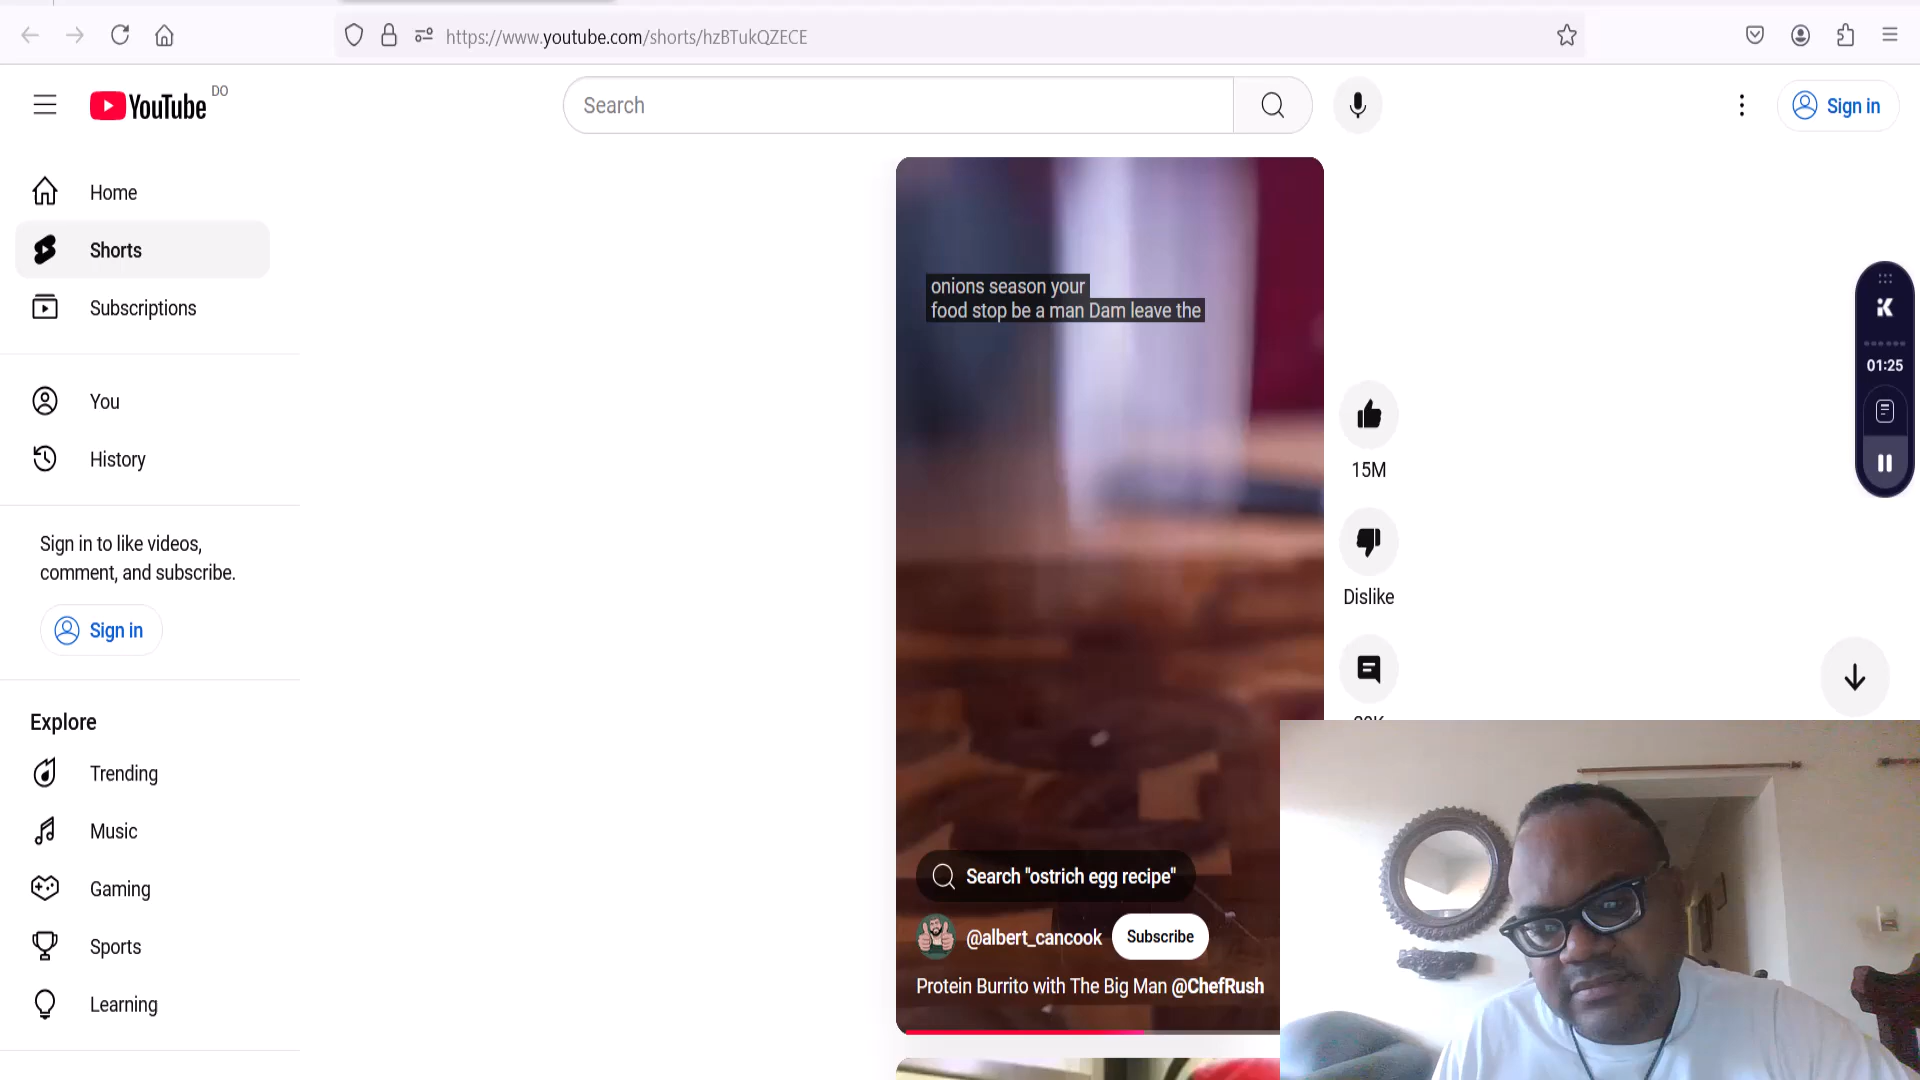 https://www.youtube.com/shorts/hzBTukQZECE
YouTube DO
Search
Sign in
Home
Shorts
Subscriptions
You
History
Sign in to like videos,
comment, and subscribe.
Sign in
Explore
Trending
Music
Gaming
Sports
Learning
onions season your
food stop be a man Dam leave the
Search "ostrich egg recipe"
@albert_cancook
Subscribe
Protein Burrito with The Big Man @ChefRush
15M
Dislike
01:25